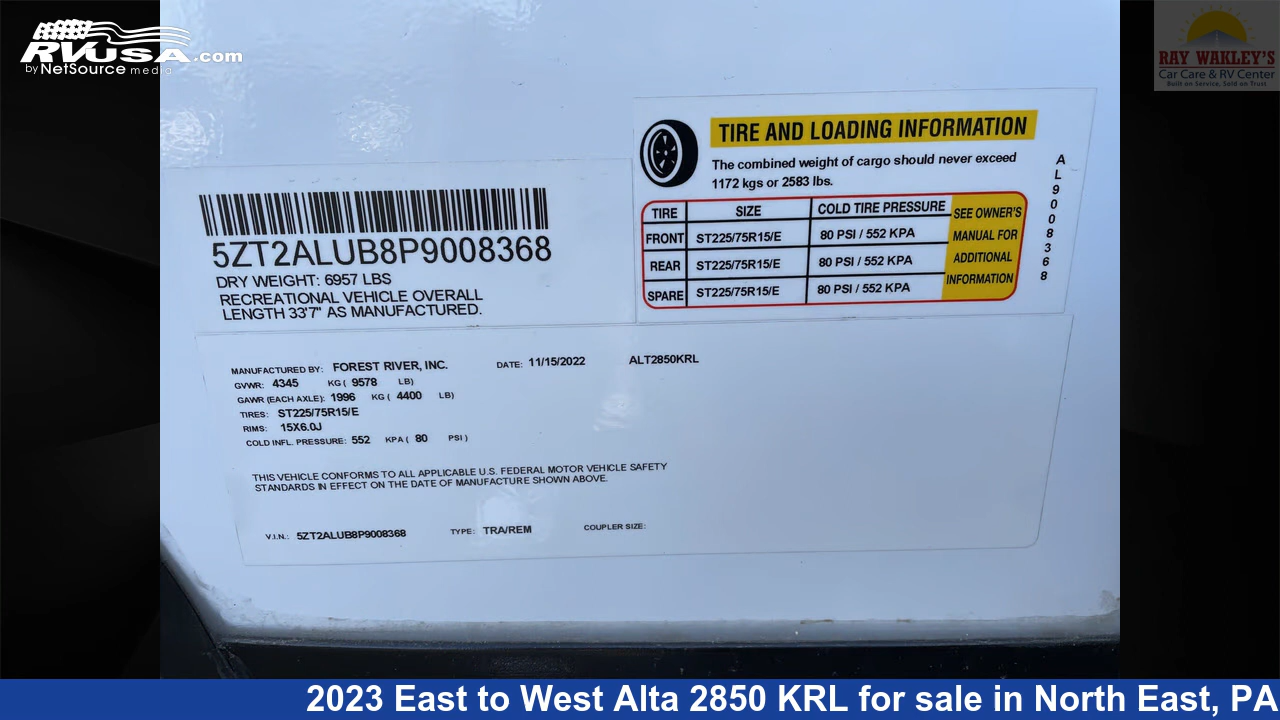 RVUSA.com
by NetSource media
RAY WAKLEY'S
Car Care & RV Center
Built on Service, Sold on Trust
TIRE AND LOADING INFORMATION
The combined weight of cargo should never exceed
1172 kgs or 2583 lbs.
TIRE SIZE COLD TIRE PRESSURE SEE OWNER'S
FRONT ST225/75R15/E 80 PSI / 552 KPA MANUAL FOR
REAR ST225/75R15/E 80 PSI / 552 KPA ADDITIONAL
SPARE ST225/75R15/E 80 PSI / 552 KPA INFORMATION
AL9008368
5ZT2ALUB8P9008368
DRY WEIGHT: 6957 LBS
RECREATIONAL VEHICLE OVERALL
LENGTH 33'7" AS MANUFACTURED.
MANUFACTURED BY: FOREST RIVER, INC. DATE: 11/15/2022 ALT2850KRL
GVWR: 4345 KG ( 9578 LB)
GAWR (EACH AXLE): 1996 KG ( 4400 LB)
TIRES: ST225/75R15/E
RIMS: 15X6.0J
COLD INFL. PRESSURE: 552 KPA ( 80 PSI )
THIS VEHICLE CONFORMS TO ALL APPLICABLE U.S. FEDERAL MOTOR VEHICLE SAFETY
STANDARDS IN EFFECT ON THE DATE OF MANUFACTURE SHOWN ABOVE.
V.I.N.: 5ZT2ALUB8P9008368 TYPE: TRA/REM COUPLER SIZE:
2023 East to West Alta 2850 KRL for sale in North East, PA